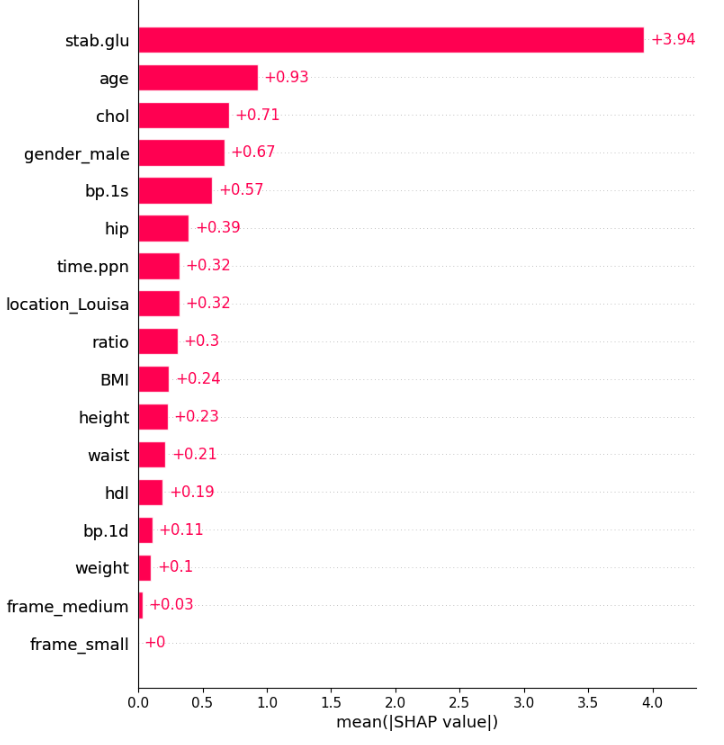 stab.glu +3.94
age +0.93
chol +0.71
gender_male +0.67
bp.1s +0.57
hip +0.39
time.ppn +0.32
location_Louisa +0.32
ratio +0.3
BMI +0.24
height +0.23
waist +0.21
hdl +0.19
bp.1d +0.11
weight +0.1
frame_medium +0.03
frame_small +0
0.0 0.5 1.0 1.5 2.0 2.5 3.0 3.5 4.0
mean(|SHAP value|)